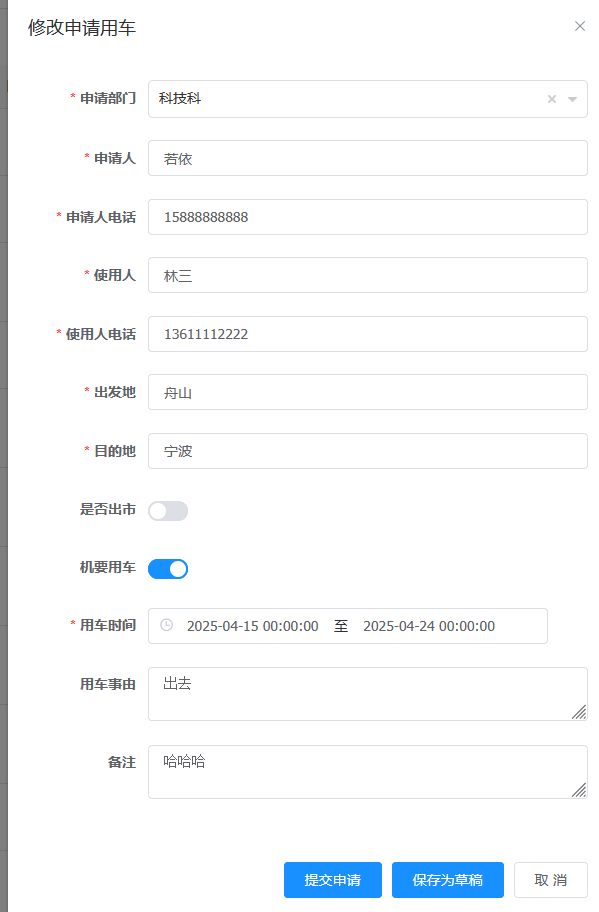 修改申请用车
* 申请部门 科技科
* 申请人 若依
* 申请人电话 15888888888
* 使用人 林三
* 使用人电话 13611112222
* 出发地 舟山
* 目的地 宁波
是否出市
机要用车
* 用车时间 2025-04-15 00:00:00 至 2025-04-24 00:00:00
用车事由 出去
备注 哈哈哈
提交申请 保存为草稿 取 消